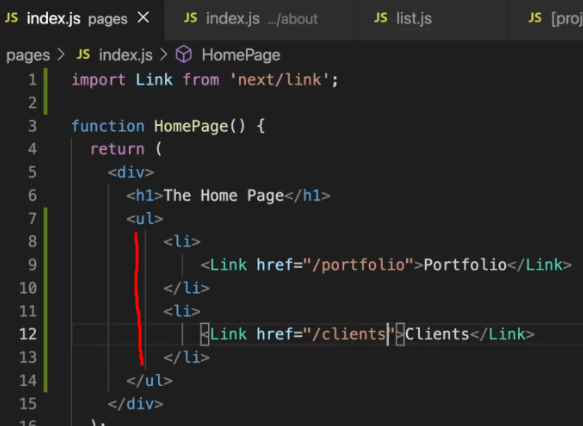 JS index.js pages × JS index.js .../about JS list.js JS [proj
pages > JS index.js > HomePage
1 import Link from 'next/link';
2
3 function HomePage() {
4 return (
5 <div>
6 <h1>The Home Page</h1>
7 <ul>
8 <li>
9 <Link href="/portfolio">Portfolio</Link>
10 </li>
11 <li>
12 <Link href="/clients">Clients</Link>
13 </li>
14 </ul>
15 </div>
16 );